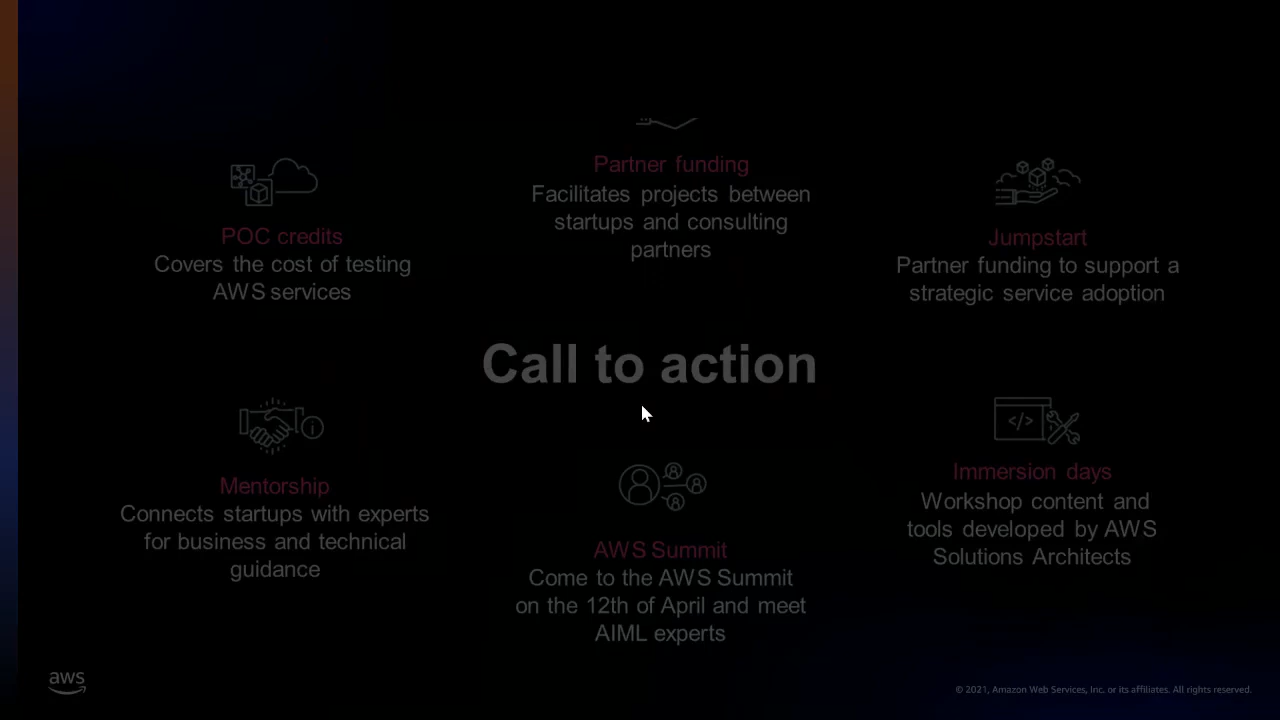 Partner funding
Facilitates projects between
startups and consulting
partners
POC credits
Covers the cost of testing
AWS services
Jumpstart
Partner funding to support a
strategic service adoption
Call to action
Mentorship
Connects startups with experts
for business and technical
guidance
AWS Summit
Come to the AWS Summit
on the 12th of April and meet
AIML experts
Immersion days
Workshop content and
tools developed by AWS
Solutions Architects
aws
© 2021, Amazon Web Services, Inc. or its affiliates. All rights reserved.